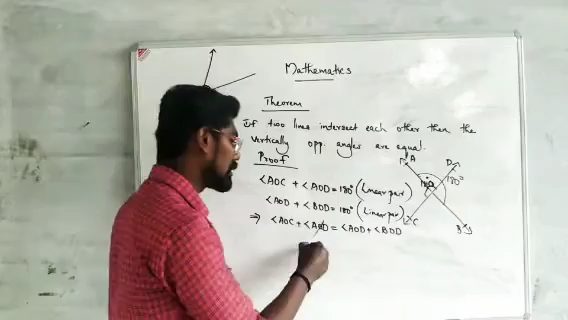 Mathematics
Theorem
If two lines intersect each other then the
vertically opp. angles are equal.
Proof
A
D
180°
<AOC + <AOD = 180° (Linear pair)
<AOD + <BOD = 180° (Linear pair)
C
⇒ <AOC + <AOD = <AOD + <BOD
B